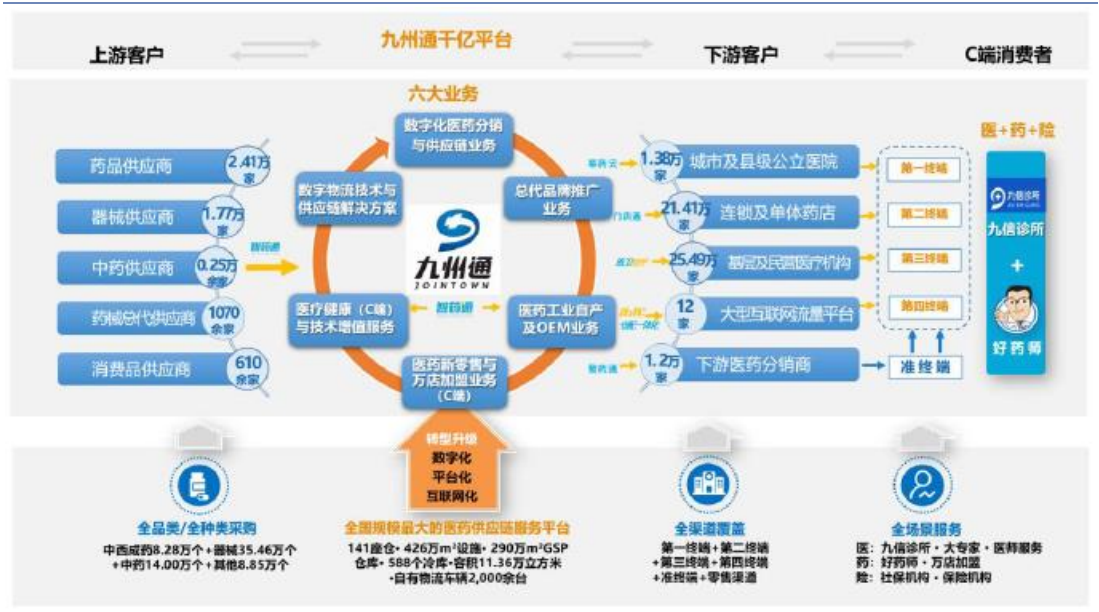 上游客户
九州通千亿平台
下游客户
C端消费者
六大业务
药品供应商
2.41万
家
器械供应商
1.77万
家
中药供应商
0.25万
余家
药械总代供应商
1070
余家
消费品供应商
610
余家
智药通
数字化医药分销
与供应链业务
总代品牌推广
业务
医药工业自产
及OEM业务
医药新零售与
万店加盟业务
(C端)
医疗健康(C端)
与技术增值服务
数字物流技术与
供应链解决方案
九州通
JOINTOWN
智药通
1.38万
家
城市及县级公立医院
门店通
21.41万
家
连锁及单体药店
25.49万
家
基层及民营医疗机构
12
家
大型互联网流量平台
智药通
1.2万
家
下游医药分销商
第一终端
第二终端
第三终端
第四终端
准终端
医+药+险
九信诊所
九信诊所
+
好药师
转型升级
数字化
平台化
互联网化
全品类/全种类采购
中西成药8.28万个+器械35.46万个
+中药14.00万个+其他8.85万个
全国规模最大的医药供应链服务平台
141座仓·426万m²设施·290万m²GSP
仓库·588个冷库·容积11.36万立方米
·自有物流车辆2,000余台
全渠道覆盖
第一终端+第二终端
+第三终端+第四终端
+准终端+零售渠道
全场景服务
医：九信诊所·大专家·医师服务
药：好药师·万店加盟
险：社保机构·保险机构